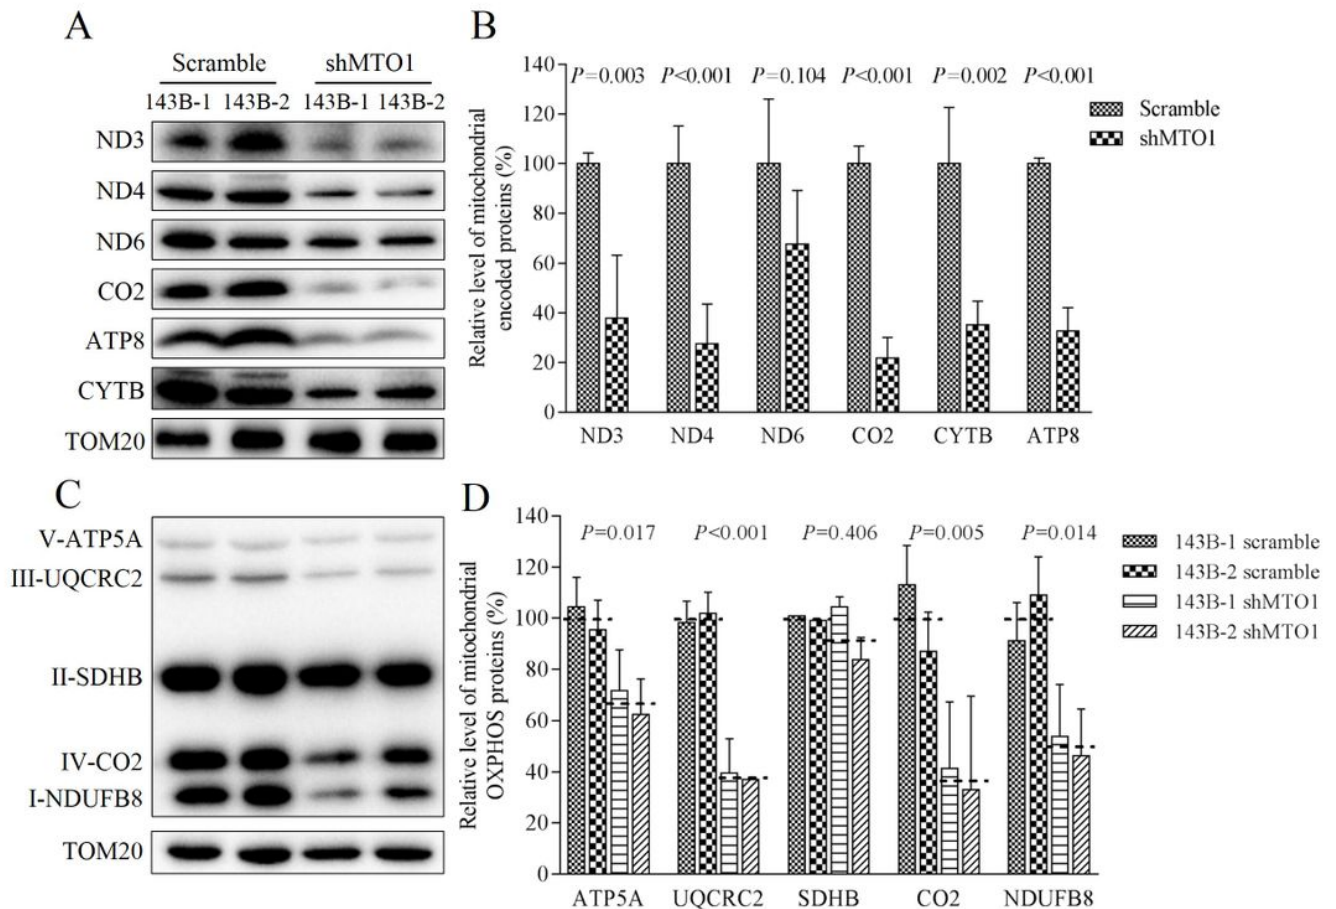 A
Scramble shMTO1
143B-1 143B-2 143B-1 143B-2
ND3
ND4
ND6
CO2
ATP8
CYTB
TOM20
B
Relative level of mitochondrial
encoded proteins (%)
140
120
100
80
60
40
20
0
P=0.003 P<0.001 P=0.104 P<0.001 P=0.002 P<0.001
ND3 ND4 ND6 CO2 CYTB ATP8
Scramble
shMTO1
C
V-ATP5A
III-UQCRC2
II-SDHB
IV-CO2
I-NDUFB8
TOM20
D
Relative level of mitochondrial
OXPHOS proteins (%)
140
120
100
80
60
40
20
0
P=0.017 P<0.001 P=0.406 P=0.005 P=0.014
ATP5A UQCRC2 SDHB CO2 NDUFB8
143B-1 scramble
143B-2 scramble
143B-1 shMTO1
143B-2 shMTO1